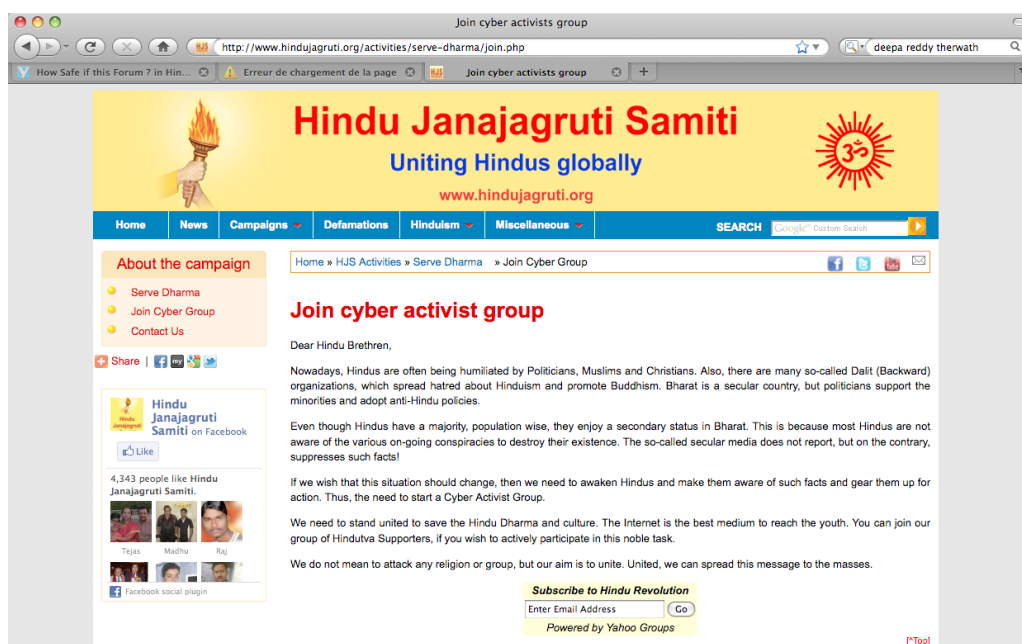 Join cyber activists group
http://www.hindujagruti.org/activities/serve-dharma/join.php
deepa reddy therwath
How Safe if this Forum ? in Hin...
Erreur de chargement de la page
Join cyber activists group
Hindu Janajagruti Samiti
Uniting Hindus globally
www.hindujagruti.org
ॐ
Home
News
Campaigns
Defamations
Hinduism
Miscellaneous
SEARCH
Google™ Custom Search
About the campaign
Serve Dharma
Join Cyber Group
Contact Us
Share |
Hindu
Janajagruti
Samiti on Facebook
Like
4,343 people like Hindu
Janajagruti Samiti.
Tejas
Madhu
Raj
Facebook social plugin
Home » HJS Activities » Serve Dharma » Join Cyber Group
Join cyber activist group
Dear Hindu Brethren,
Nowadays, Hindus are often being humiliated by Politicians, Muslims and Christians. Also, there are many so-called Dalit (Backward)
organizations, which spread hatred about Hinduism and promote Buddhism. Bharat is a secular country, but politicians support the
minorities and adopt anti-Hindu policies.
Even though Hindus have a majority, population wise, they enjoy a secondary status in Bharat. This is because most Hindus are not
aware of the various on-going conspiracies to destroy their existence. The so-called secular media does not report, but on the contrary,
suppresses such facts!
If we wish that this situation should change, then we need to awaken Hindus and make them aware of such facts and gear them up for
action. Thus, the need to start a Cyber Activist Group.
We need to stand united to save the Hindu Dharma and culture. The Internet is the best medium to reach the youth. You can join our
group of Hindutva Supporters, if you wish to actively participate in this noble task.
We do not mean to attack any religion or group, but our aim is to unite. United, we can spread this message to the masses.
Subscribe to Hindu Revolution
Enter Email Address
Go
Powered by Yahoo Groups
[^Top]